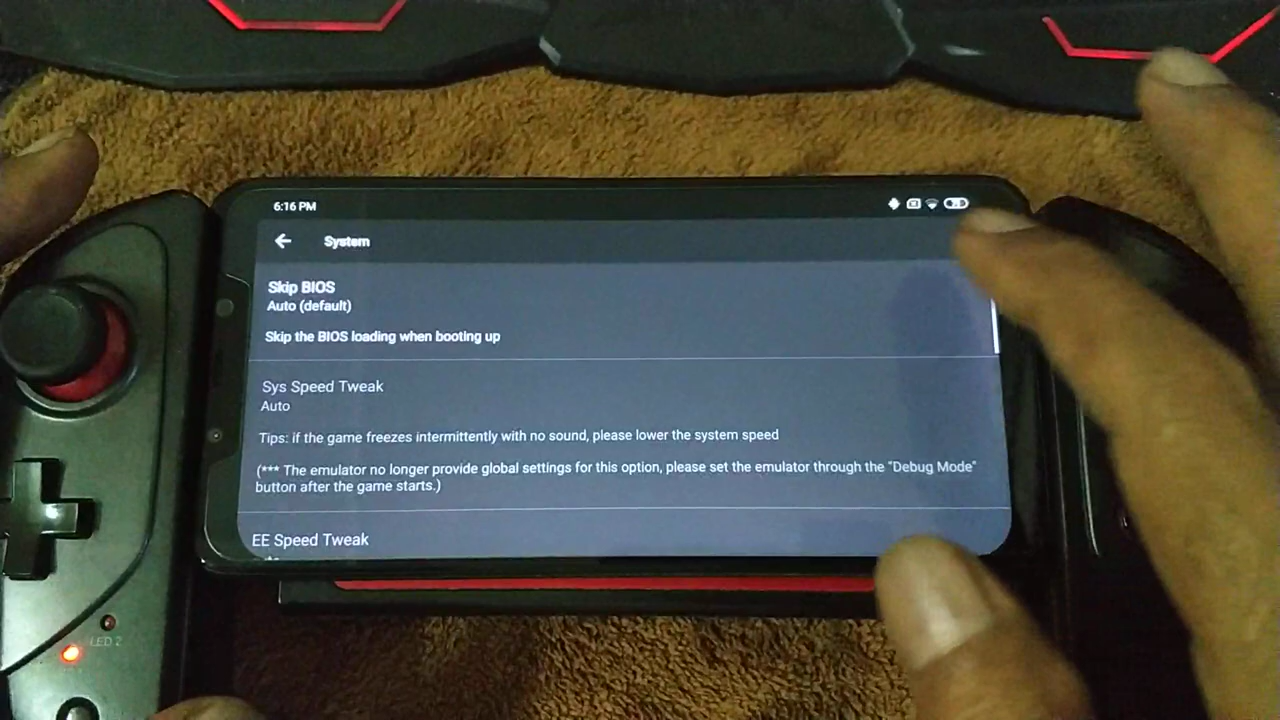 6:16 PM
System
Skip BIOS
Auto (default)
Skip the BIOS loading when booting up
Sys Speed Tweak
Auto
Tips: if the game freezes intermittently with no sound, please lower the system speed
(*** The emulator no longer provide global settings for this option, please set the emulator through the "Debug Mode"
button after the game starts.)
EE Speed Tweak
LED 2